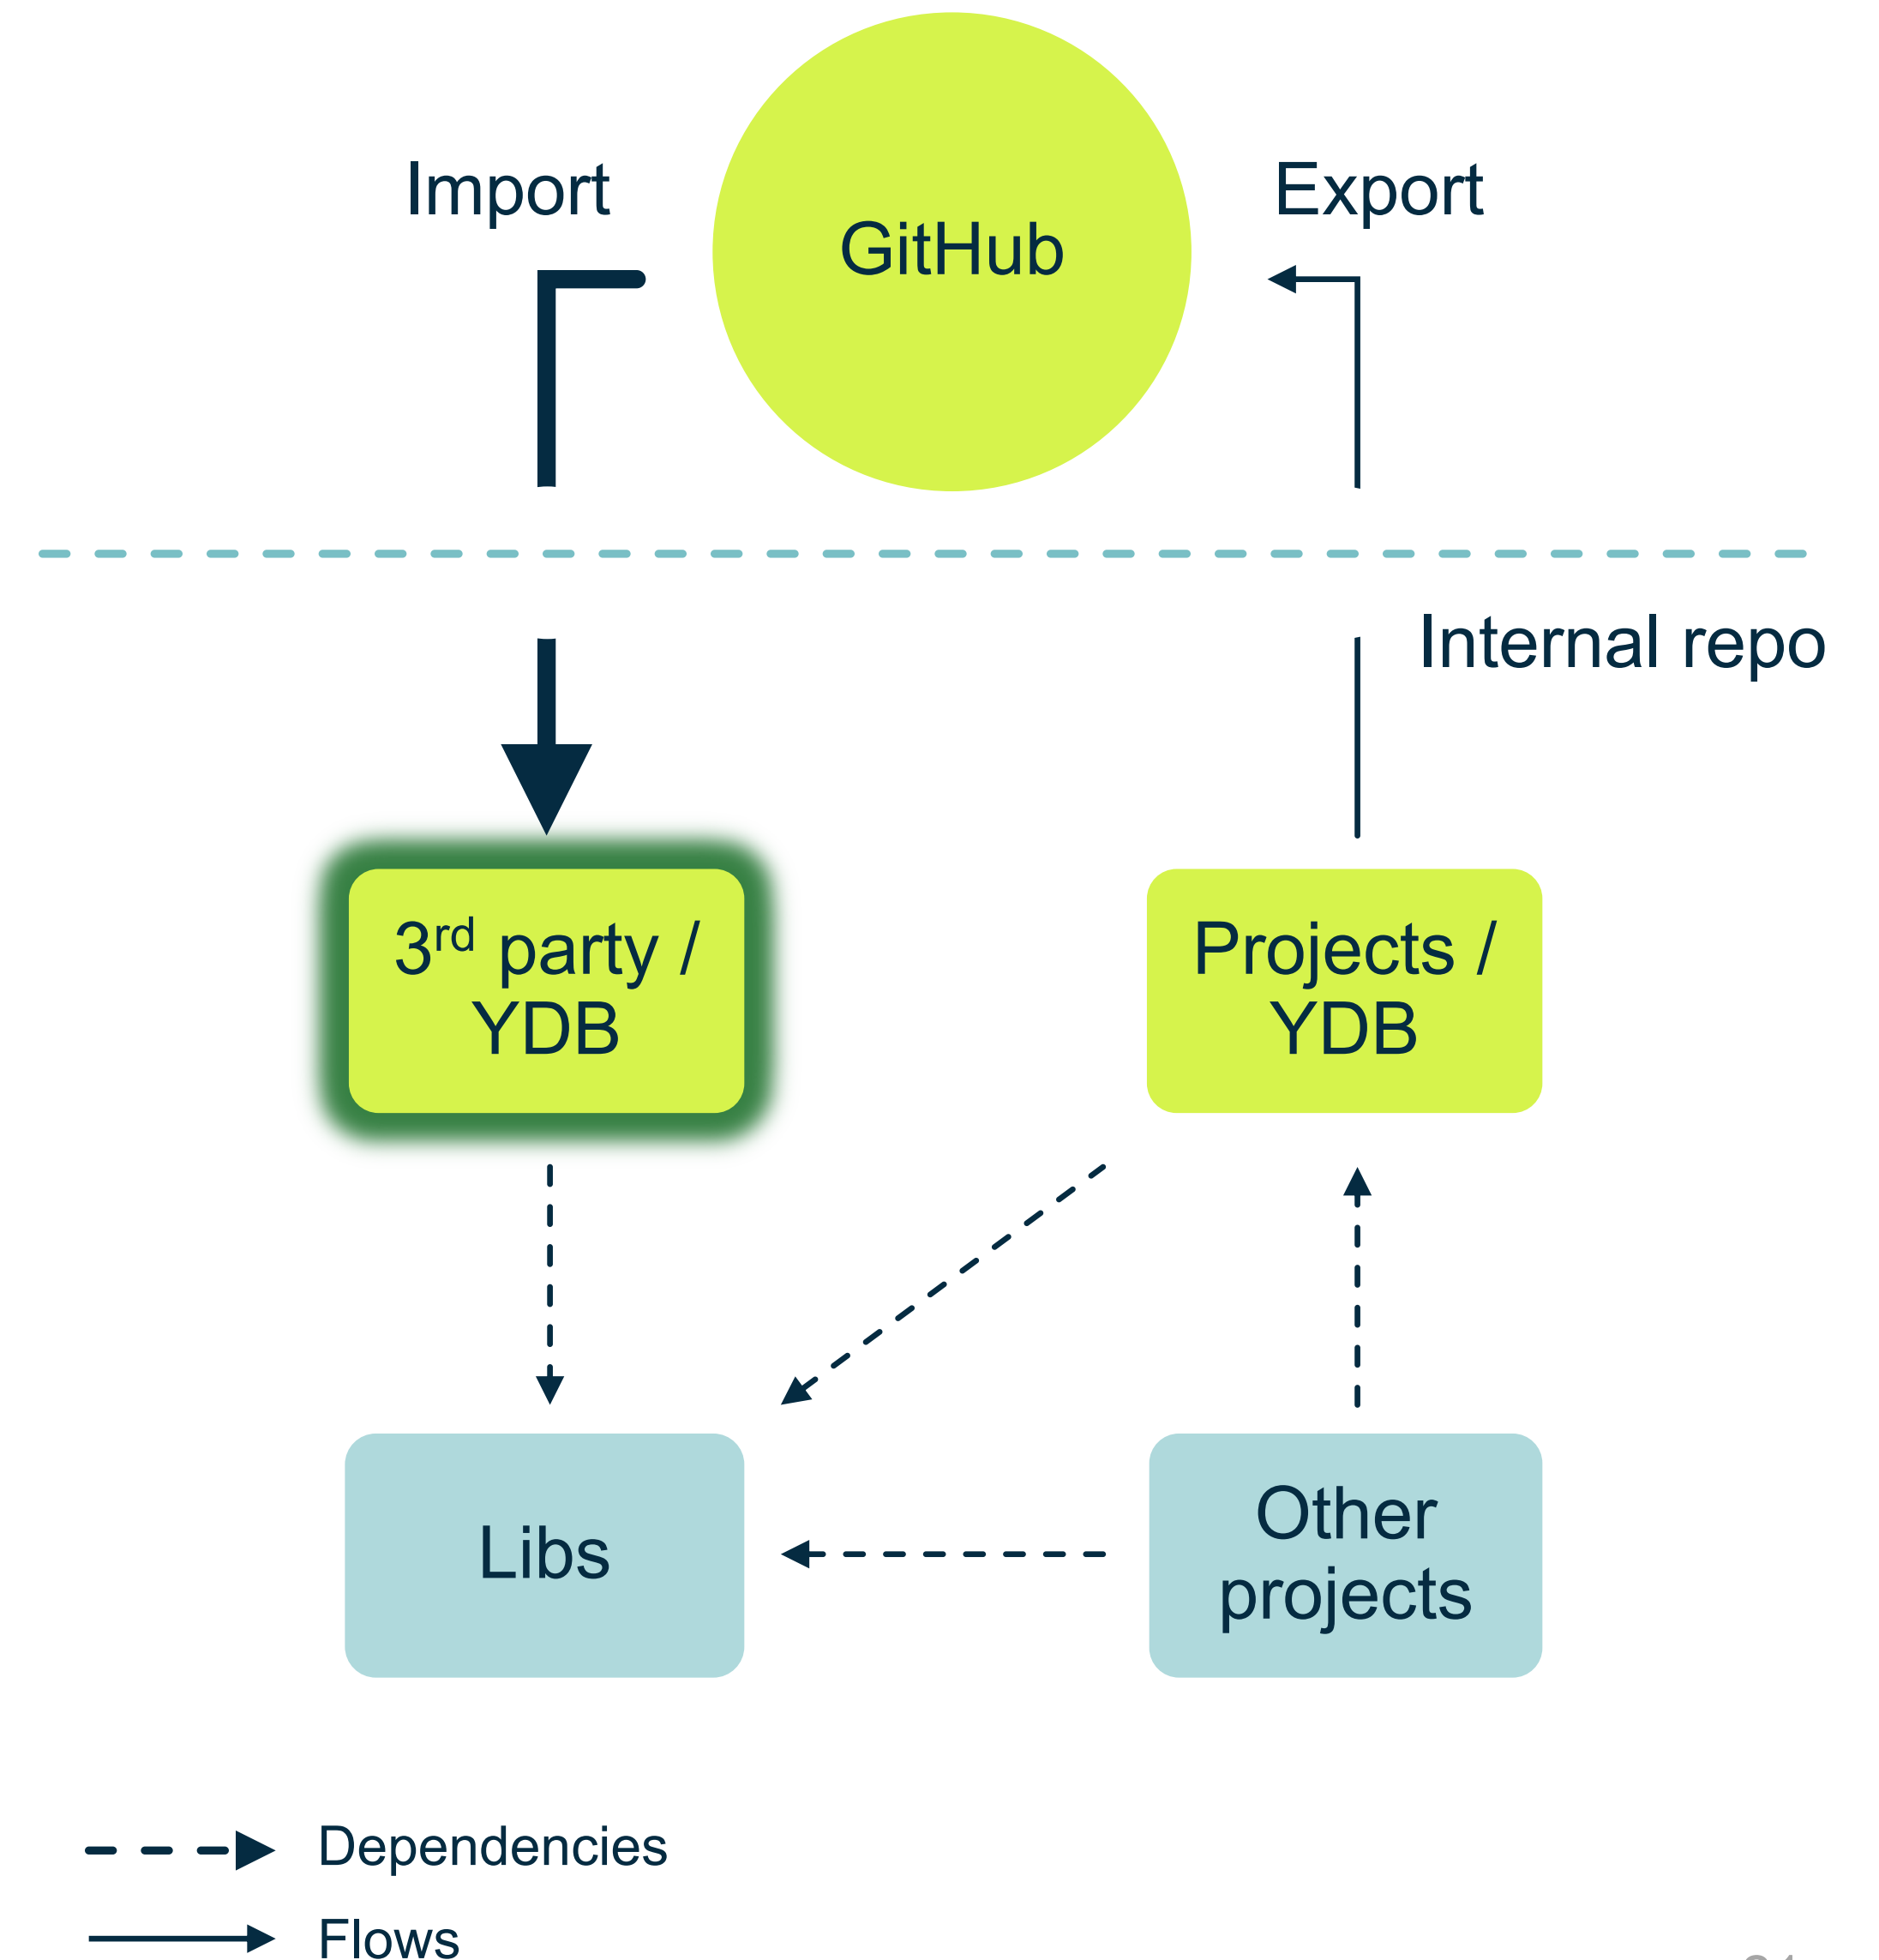 Import
GitHub
Export
Internal repo
3rd party /
YDB
Projects /
YDB
Libs
Other
projects
Dependencies
Flows